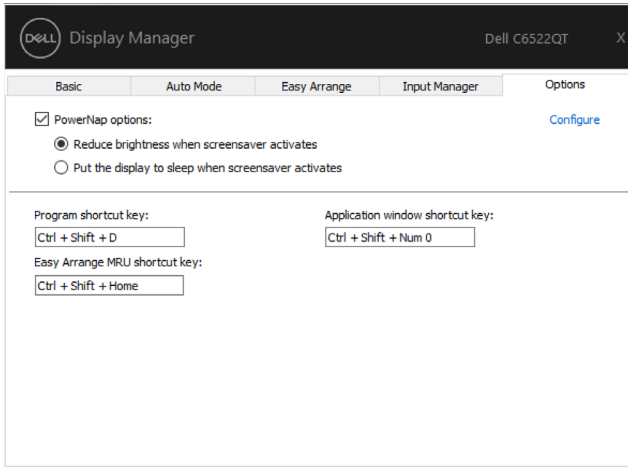 DELL Display Manager Dell C6522QT X
Basic Auto Mode Easy Arrange Input Manager Options
PowerNap options: Configure
Reduce brightness when screensaver activates
Put the display to sleep when screensaver activates
Program shortcut key: Application window shortcut key:
Ctrl + Shift + D Ctrl + Shift + Num 0
Easy Arrange MRU shortcut key:
Ctrl + Shift + Home